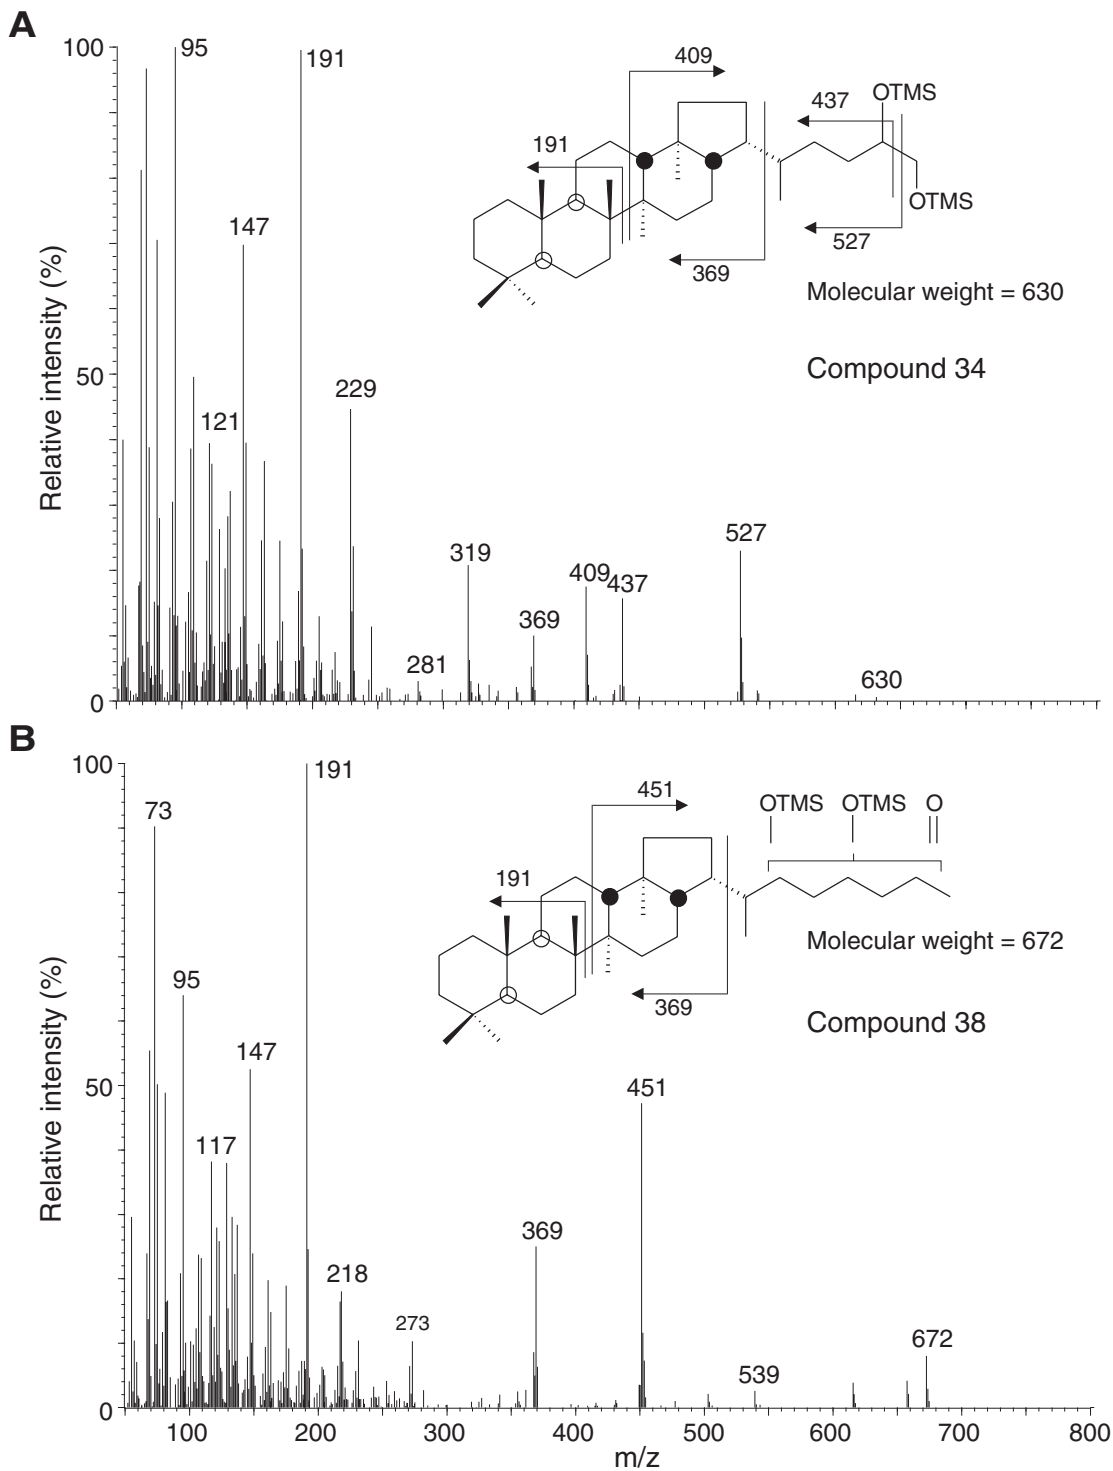 A
100
50
0
Relative intensity (%)
95
191
147
121
229
281
319
369
409
437
527
630
409
191
369
437
527
OTMS
OTMS
Molecular weight = 630
Compound 34
B
100
50
0
Relative intensity (%)
73
95
117
147
191
218
273
369
451
539
672
451
191
369
OTMS OTMS O
Molecular weight = 672
Compound 38
100 200 300 400 500 600 700 800
m/z